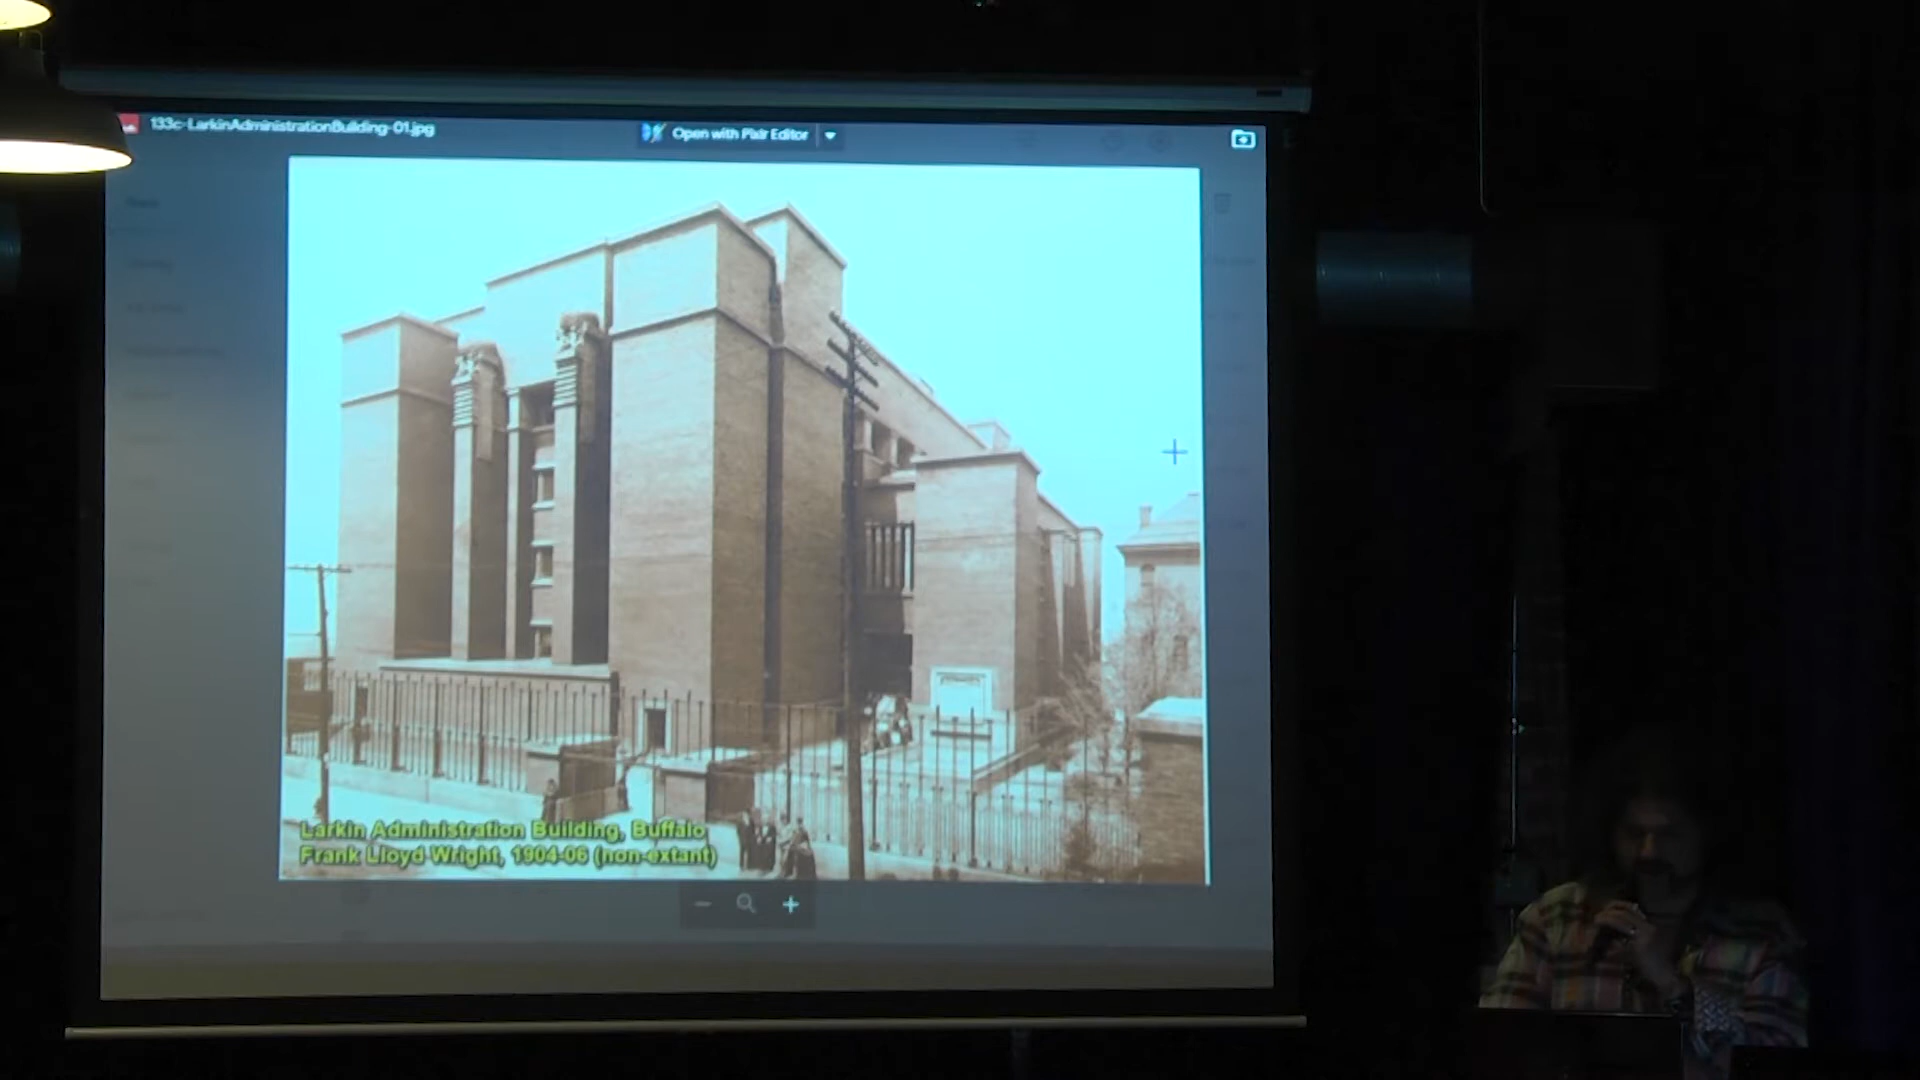 133c-LarkinAdministrationBuilding-01.jpg
Open with Pixlr Editor
Larkin Administration Building, Buffalo
Frank Lloyd Wright, 1904-06 (non-extant)